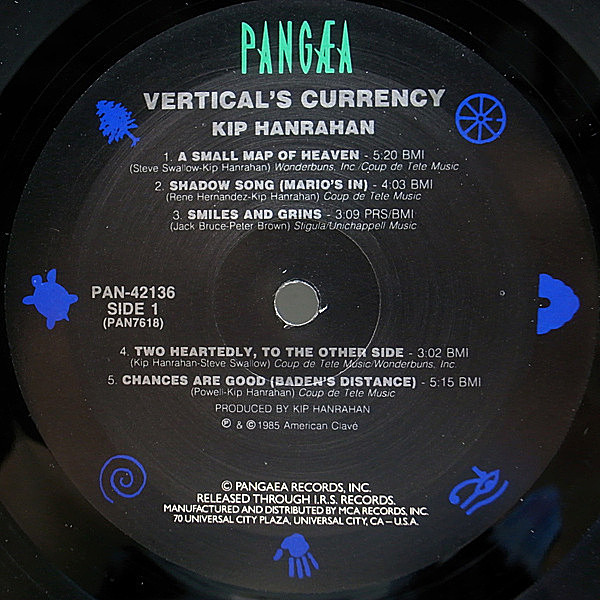 PANGÆA
VERTICAL'S CURRENCY
KIP HANRAHAN
1. A SMALL MAP OF HEAVEN - 5:20 BMI
(Steve Swallow-Kip Hanrahan) Wonderbuns, Inc./Coup de Tete Music
2. SHADOW SONG (MARIO'S IN) - 4:03 BMI
(Rene Hernandez-Kip Hanrahan) Coup de Tete Music
3. SMILES AND GRINS - 3:09 PRS/BMI
(Jack Bruce-Peter Brown) Stigula/Unichappell Music
PAN-42136
SIDE 1
(PAN7618)
4. TWO HEARTEDLY, TO THE OTHER SIDE - 3:02 BMI
(Kip Hanrahan-Steve Swallow) Coup de Tete Music/Wonderbuns, Inc.
5. CHANCES ARE GOOD (BADEN'S DISTANCE) - 5:15 BMI
(Powell-Kip Hanrahan) Coup de Tete Music
PRODUCED BY KIP HANRAHAN
℗ & © 1985 American Clavé
© PANGAEA RECORDS, INC.
RELEASED THROUGH I.R.S. RECORDS.
MANUFACTURED AND DISTRIBUTED BY MCA RECORDS, INC.
70 UNIVERSAL CITY PLAZA, UNIVERSAL CITY, CA – U.S.A.